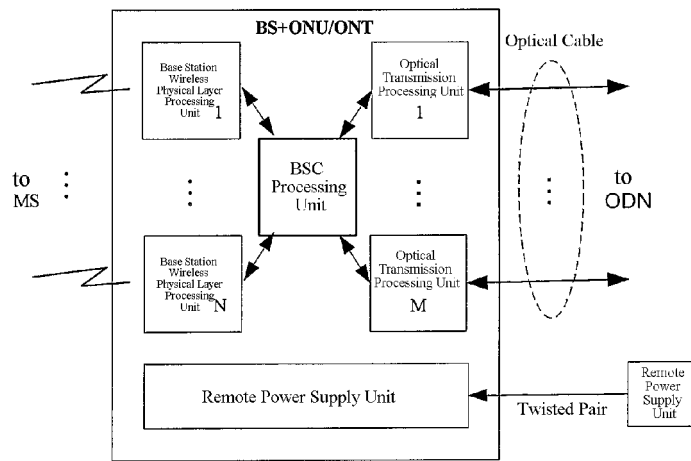 BS+ONU/ONT
Optical Cable
Base Station
Wireless
Physical Layer
Processing
Unit 1
Optical
Transmission
Processing Unit
1
BSC
Processing
Unit
to
MS
to
ODN
Base Station
Wireless
Physical Layer
Processing
Unit N
Optical
Transmission
Processing Unit
M
Remote Power Supply Unit
Twisted Pair
Remote
Power
Supply
Unit